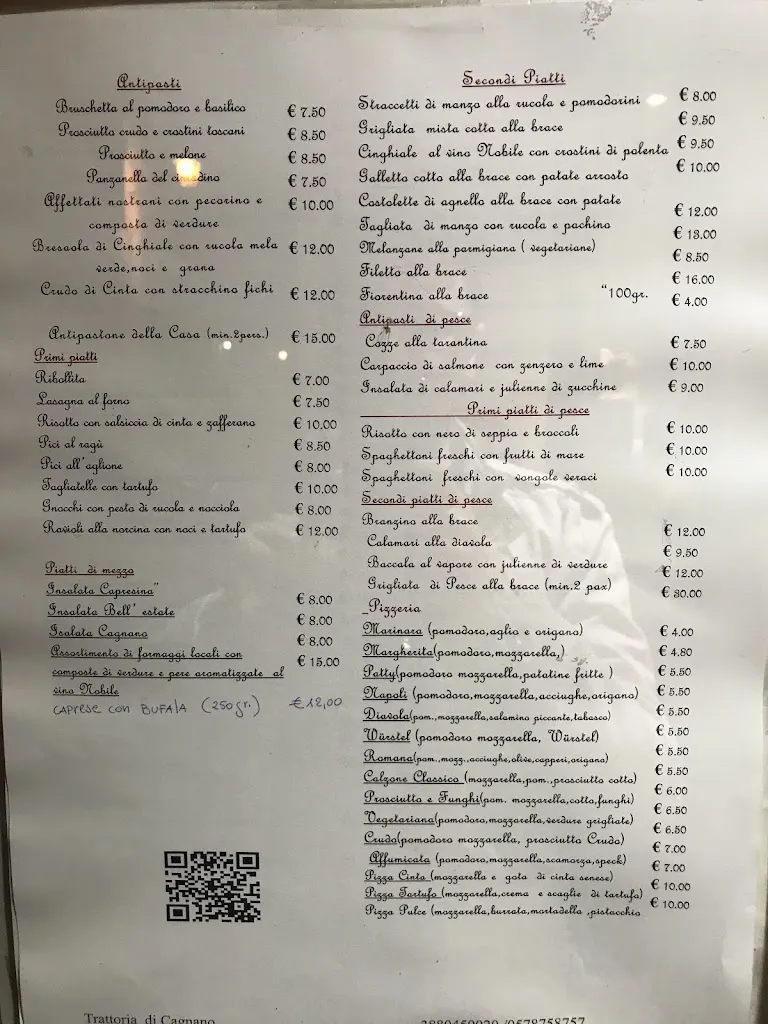 Antipasti
Bruschetta al pomodoro e basilico € 7.50
Prosciutto crudo e crostini toscani € 8.50
Prosciutto e melone € 8.50
Panzanella del € 7.50
Affettati nostrani con pecorino e € 10.00
composta di verdure
Bresaola di Cinghiale con rucola mela € 12.00
verde,noci e grana
Crudo di Cinta con stracchino fichi € 12.00
Antipastone della Casa (min.2pers.) € 15.00
Primi piatti
Ribollita € 7.00
Lasagna al forno € 7.50
Risotto con salsiccia di cinta e zafferano € 10.00
Pici al ragù € 8.50
Pici all'aglione € 8.00
Tagliatelle con tartufo € 10.00
Gnocchi con pesto di rucola e nocciola € 8.00
Ravioli alla norcina con noci e tartufo € 12.00
Piatti di mezzo
Insalata Capresina" € 8.00
Insalata Bell' estate € 8.00
Isalata Cagnano € 8.00
Assortimento di formaggi locali con € 15.00
composte di verdure e pere aromatizzate al
vino Nobile
CAPRESE CON BUFALA (250gr.) € 12,00
Secondi Piatti
Straccetti di manzo alla rucola e pomodorini € 8.00
Grigliata mista cotta alla brace € 9.50
Cinghiale al vino Nobile con crostini di polenta € 9.50
Galletto cotto alla brace con patate arrosto € 10.00
Costolette di agnello alla brace con patate € 12.00
Tagliata di manzo con rucola e pachino € 13.00
Melanzane alla parmigiana ( vegetariane) € 8.50
Filetto alla brace € 16.00
Fiorentina alla brace "100gr. € 4.00
Antipasti di pesce
Cozze alla tarantina € 7.50
Carpaccio di salmone con zenzero e lime € 10.00
Insalata di calamari e julienne di zucchine € 9.00
Primi piatti di pesce
Risotto con nero di seppia e broccoli € 10.00
Spaghettoni freschi con frutti di mare € 10.00
Spaghettoni freschi con vongole veraci € 10.00
Secondi piatti di pesce
Branzino alla brace € 12.00
Calamari alla diavola € 9.50
Baccala al vapore con julienne di verdure € 12.00
Grigliata di Pesce alla brace (min.2 pax) € 30.00
_Pizzeria
Marinara (pomodoro,aglio e origano) € 4.00
Margherita(pomodoro,mozzarella,) € 4.80
Patty(pomodoro mozzarella,patatine fritte ) € 5.50
Napoli (pomodoro,mozzarella,acciughe,origano) € 5.50
Diavola(pom.,mozzarella,salamino piccante,tabasco) € 5.50
Würstel (pomodoro mozzarella, Würstel) € 5.50
Romana(pom.,mozz.,acciughe,olive,capperi,origano) € 5.50
Calzone Classico (mozzarella,pom.,prosciutto cotto) € 5.50
Prosciutto e Funghi(pom. mozzarella,cotto,funghi) € 6.00
Vegetariana(pomodoro,mozzarella,verdure grigliate) € 6.50
Crudo(pomodoro mozzarella, prosciutto Crudo) € 6.50
Affumicata (pomodoro,mozzarella,scamorza,speck) € 7.00
Pizza Cinta (mozzarella e gota di cinta senese) € 7.00
Pizza Tartufo (mozzarella,crema e scaglie di tartufo) € 10.00
Pizza Pulce (mozzarella,burrata,mortadella ,pistacchio € 10.00
Trattoria di Cagnano